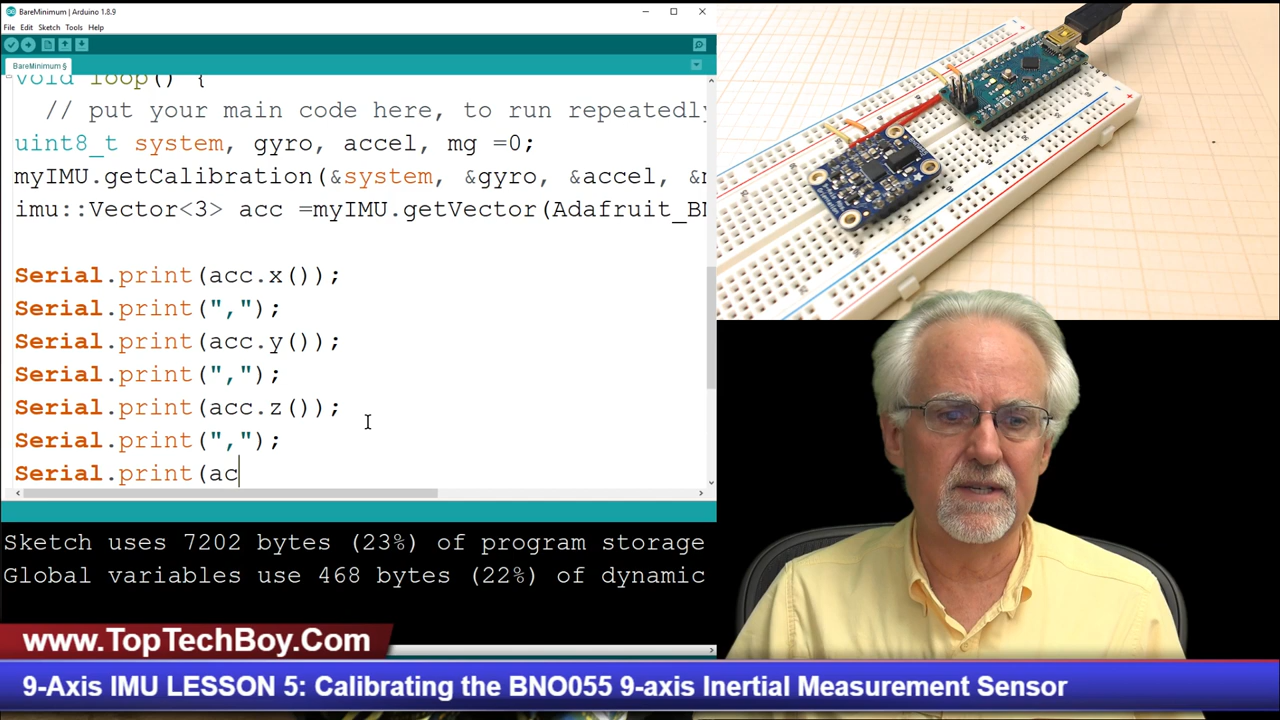 BareMinimum | Arduino 1.8.9
File Edit Sketch Tools Help
BareMinimum §
void loop() {
// put your main code here, to run repeatedly
uint8_t system, gyro, accel, mg =0;
myIMU.getCalibration(&system, &gyro, &accel, &
imu::Vector<3> acc =myIMU.getVector(Adafruit_B
Serial.print(acc.x());
Serial.print(",");
Serial.print(acc.y());
Serial.print(",");
Serial.print(acc.z());
Serial.print(",");
Serial.print(ac
Sketch uses 7202 bytes (23%) of program storage
Global variables use 468 bytes (22%) of dynamic
www.TopTechBoy.Com
9-Axis IMU LESSON 5: Calibrating the BNO055 9-axis Inertial Measurement Sensor